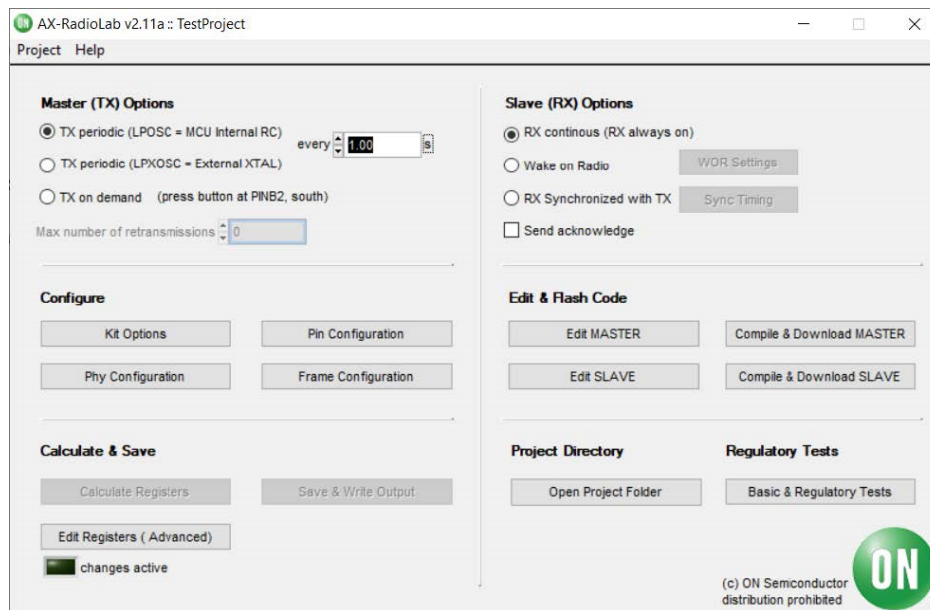 ON AX-RadioLab v2.11a :: TestProject
Project Help
Master (TX) Options
TX periodic (LPOSC = MCU Internal RC)
every 1.00 s
TX periodic (LPXOSC = External XTAL)
TX on demand (press button at PINB2, south)
Max number of retransmissions 0
Slave (RX) Options
RX continous (RX always on)
Wake on Radio WOR Settings
RX Synchronized with TX Sync Timing
Send acknowledge
Configure
Kit Options Pin Configuration
Phy Configuration Frame Configuration
Edit & Flash Code
Edit MASTER Compile & Download MASTER
Edit SLAVE Compile & Download SLAVE
Calculate & Save
Calculate Registers Save & Write Output
Edit Registers ( Advanced)
changes active
Project Directory Regulatory Tests
Open Project Folder Basic & Regulatory Tests
(c) ON Semiconductor
distribution prohibited
ON